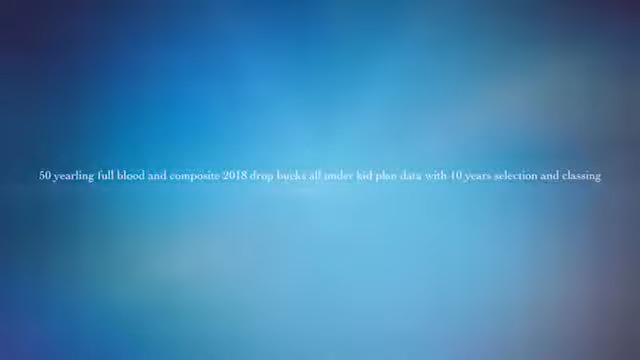 50 yearling full blood and composite 2018 drop bucks all under kid plan data with 10 years selection and classing